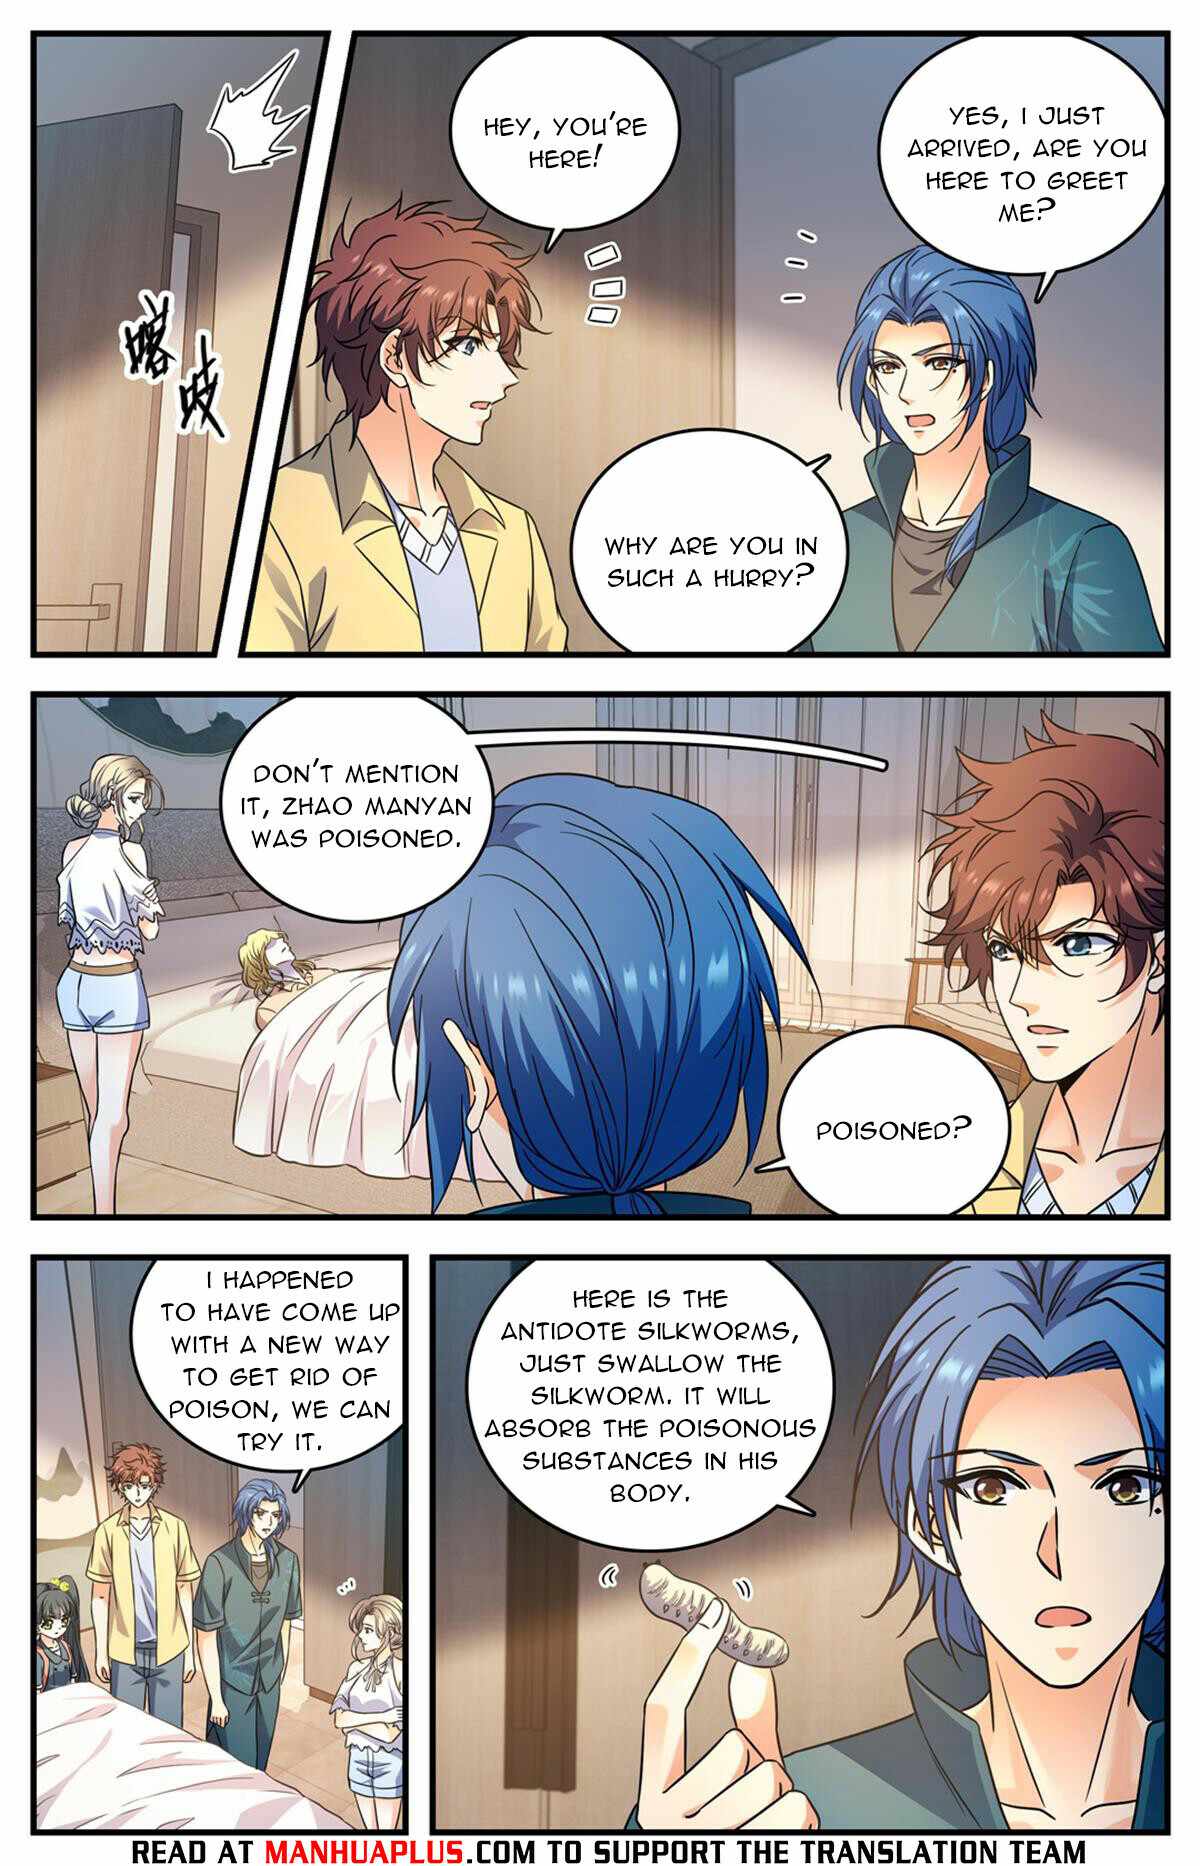 喀
吱
HEY, YOU'RE
HERE!
YES, I JUST
ARRIVED, ARE YOU
HERE TO GREET
ME?
WHY ARE YOU IN
SUCH A HURRY?
DON'T MENTION
IT, ZHAO MANYAN
WAS POISONED.
POISONED?
I HAPPENED
TO HAVE COME UP
WITH A NEW WAY
TO GET RID OF
POISON, WE CAN
TRY IT.
HERE IS THE
ANTIDOTE SILKWORMS,
JUST SWALLOW THE
SILKWORM. IT WILL
ABSORB THE POISONOUS
SUBSTANCES IN HIS
BODY.
READ AT MANHUAPLUS.COM TO SUPPORT THE TRANSLATION TEAM